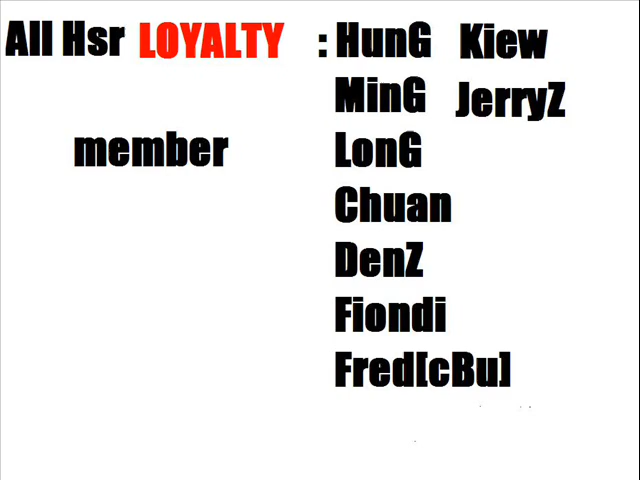 All Hsr LOYALTY : HunG Kiew
MinG JerryZ
member LonG
Chuan
DenZ
Fiondi
Fred[cBu]